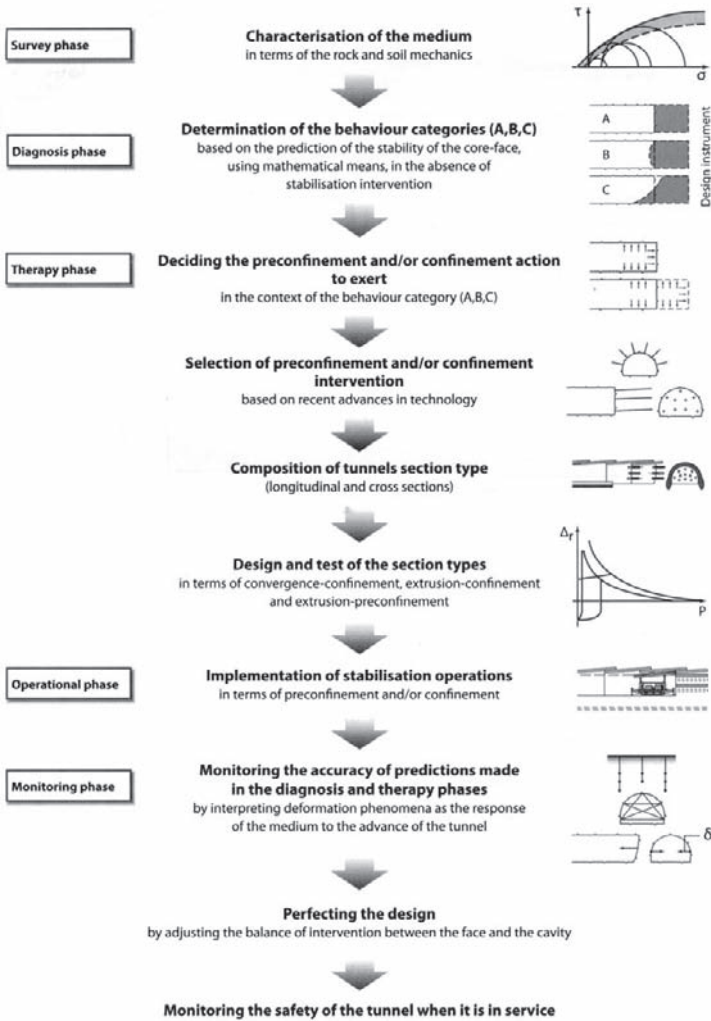 Survey phase
Characterisation of the medium
in terms of the rock and soil mechanics
τ
σ
Diagnosis phase
Determination of the behaviour categories (A,B,C)
based on the prediction of the stability of the core-face,
using mathematical means, in the absence of
stabilisation intervention
A
B
C
Design instrument
Therapy phase
Deciding the preconfinement and/or confinement action
to exert
in the context of the behaviour category (A,B,C)
Selection of preconfinement and/or confinement
intervention
based on recent advances in technology
Composition of tunnels section type
(longitudinal and cross sections)
Design and test of the section types
in terms of convergence-confinement, extrusion-confinement
and extrusion-preconfinement
Δr
P
Operational phase
Implementation of stabilisation operations
in terms of preconfinement and/or confinement
Monitoring phase
Monitoring the accuracy of predictions made
in the diagnosis and therapy phases
by interpreting deformation phenomena as the response
of the medium to the advance of the tunnel
δ
Perfecting the design
by adjusting the balance of intervention between the face and the cavity
Monitoring the safety of the tunnel when it is in service